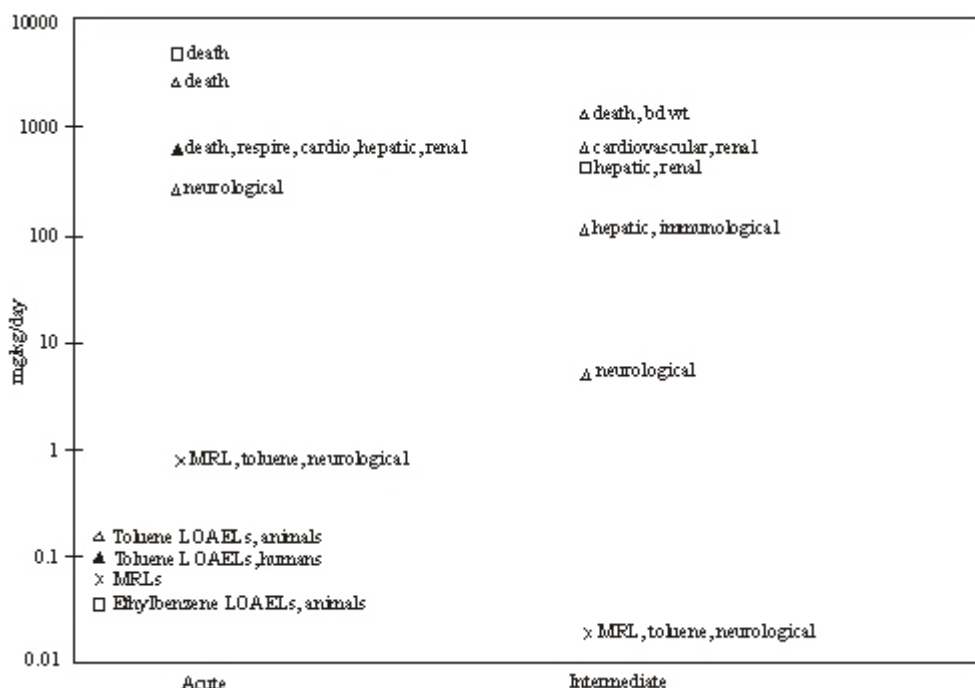 10000
death
death
1000
death, bd wt
death, respire, cardio, hepatic, renal
cardiovascular, renal
hepatic, renal
neurological
100
hepatic, immunological
mg/kg/day
10
neurological
1
MRL, toluene, neurological
Toluene LOAELs, animals
0.1
Toluene LOAELs, humans
MRLs
Ethylbenzene LOAELs, animals
MRL, toluene, neurological
0.01
Acute
Intermediate